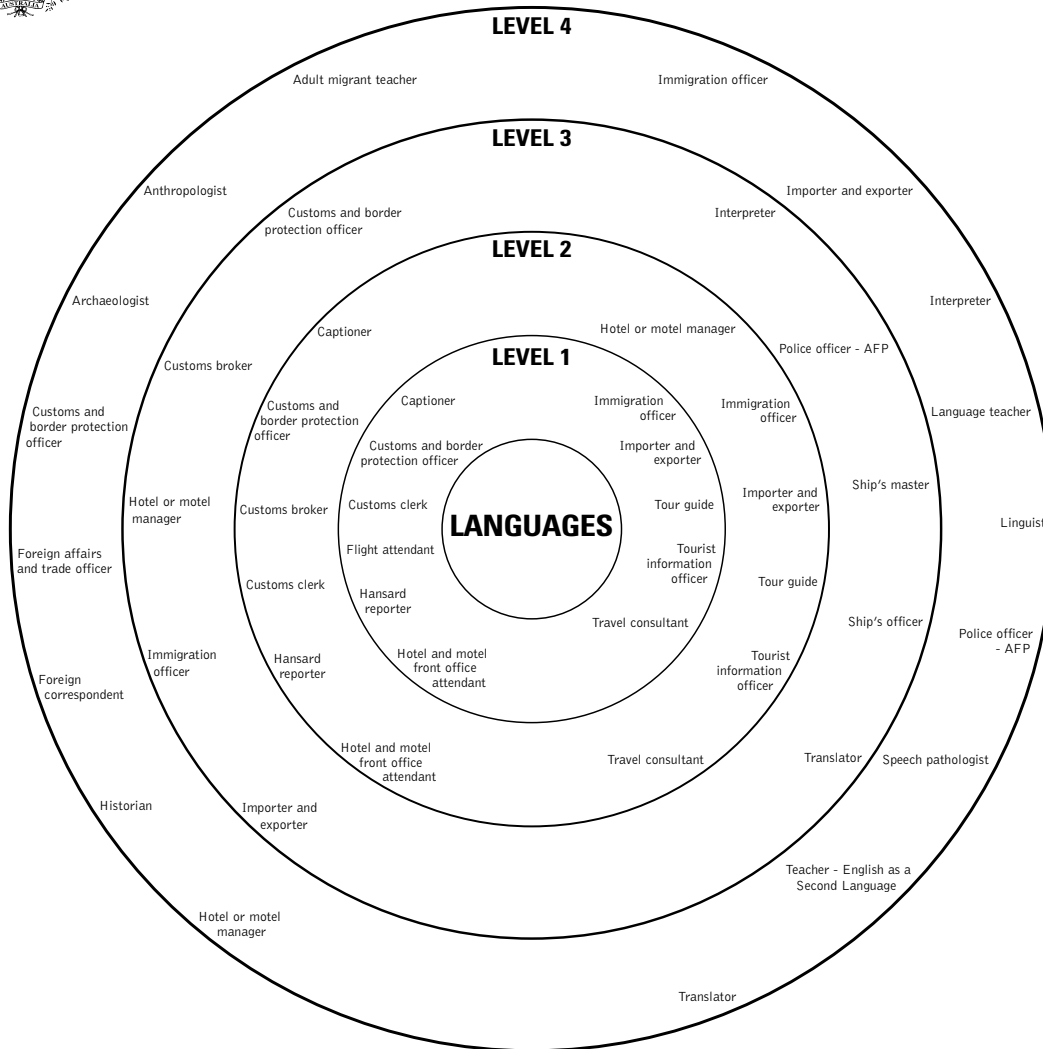 AUSTRALIA
LEVEL 4
Adult migrant teacher
Immigration officer
Anthropologist
Importer and exporter
Archaeologist
Interpreter
Customs and
border protection
officer
Language teacher
Linguist
Foreign affairs
and trade officer
Police officer
- AFP
Foreign
correspondent
Speech pathologist
Historian
Teacher - English as a
Second Language
Hotel or motel
manager
Translator
LEVEL 3
Customs and border
protection officer
Interpreter
Customs broker
Police officer - AFP
Hotel or motel
manager
Ship's master
Immigration
officer
Ship's officer
Importer and
exporter
Translator
LEVEL 2
Captioner
Hotel or motel manager
Customs and
border protection
officer
Immigration
officer
Customs broker
Importer and
exporter
Customs clerk
Tour guide
Hansard
reporter
Tourist
information
officer
Hotel and motel
front office
attendant
Travel consultant
LEVEL 1
Captioner
Immigration
officer
Customs and border
protection officer
Importer and
exporter
Customs clerk
Tour guide
Flight attendant
Tourist
information
officer
Hansard
reporter
Travel consultant
Hotel and motel
front office
attendant
LANGUAGES